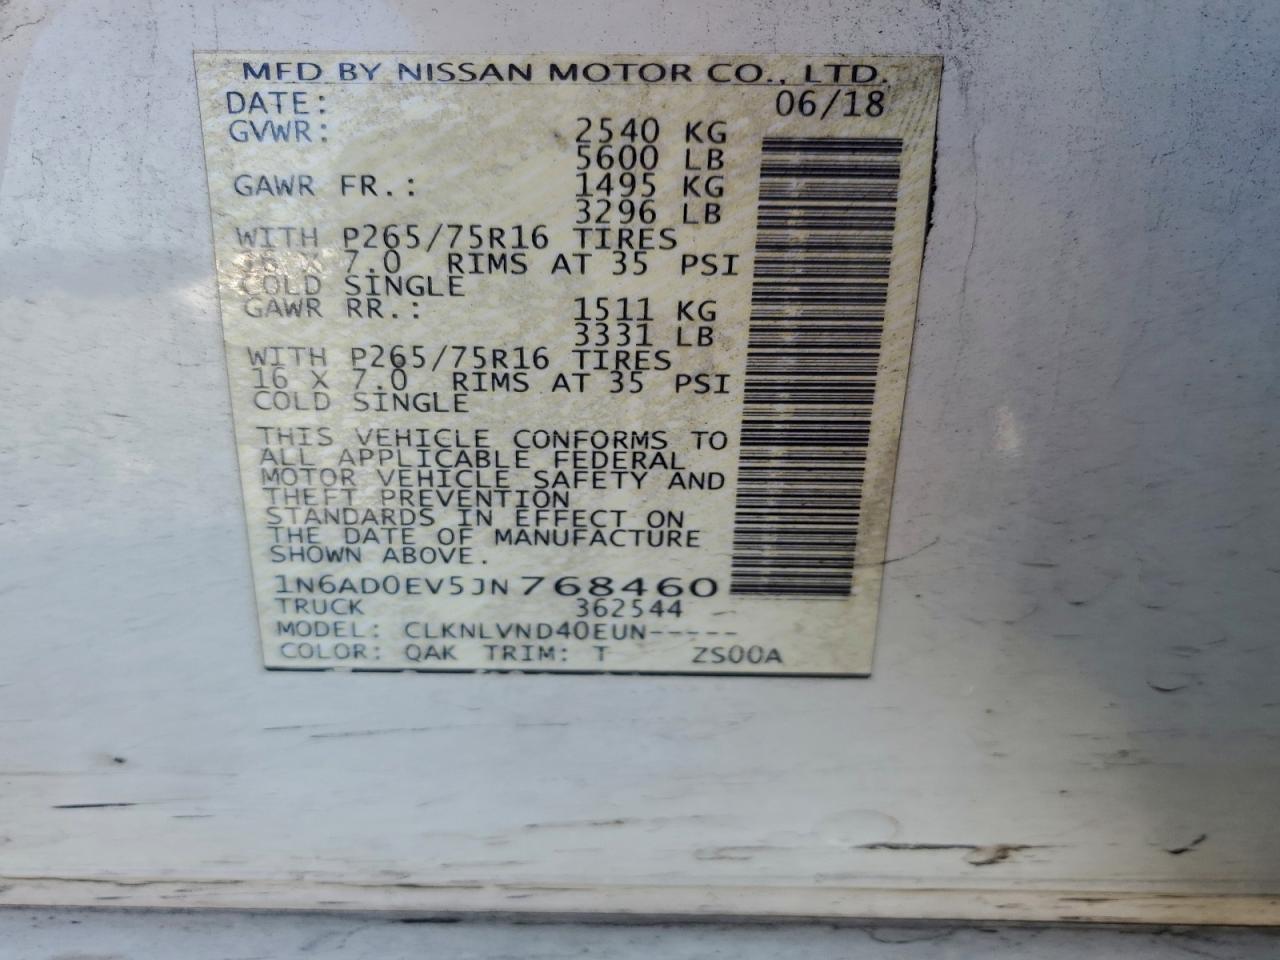 MFD BY NISSAN MOTOR CO., LTD.
DATE: 06/18
GVWR: 2540 KG
5600 LB
GAWR FR.: 1495 KG
3296 LB
WITH P265/75R16 TIRES
16 X 7.0 RIMS AT 35 PSI
COLD SINGLE
GAWR RR.: 1511 KG
3331 LB
WITH P265/75R16 TIRES
16 X 7.0 RIMS AT 35 PSI
COLD SINGLE
THIS VEHICLE CONFORMS TO
ALL APPLICABLE FEDERAL
MOTOR VEHICLE SAFETY AND
THEFT PREVENTION
STANDARDS IN EFFECT ON
THE DATE OF MANUFACTURE
SHOWN ABOVE.
1N6AD0EV5JN768460
TRUCK 362544
MODEL: CLKNLVND40EUN-----
COLOR: QAK TRIM: T ZS00A